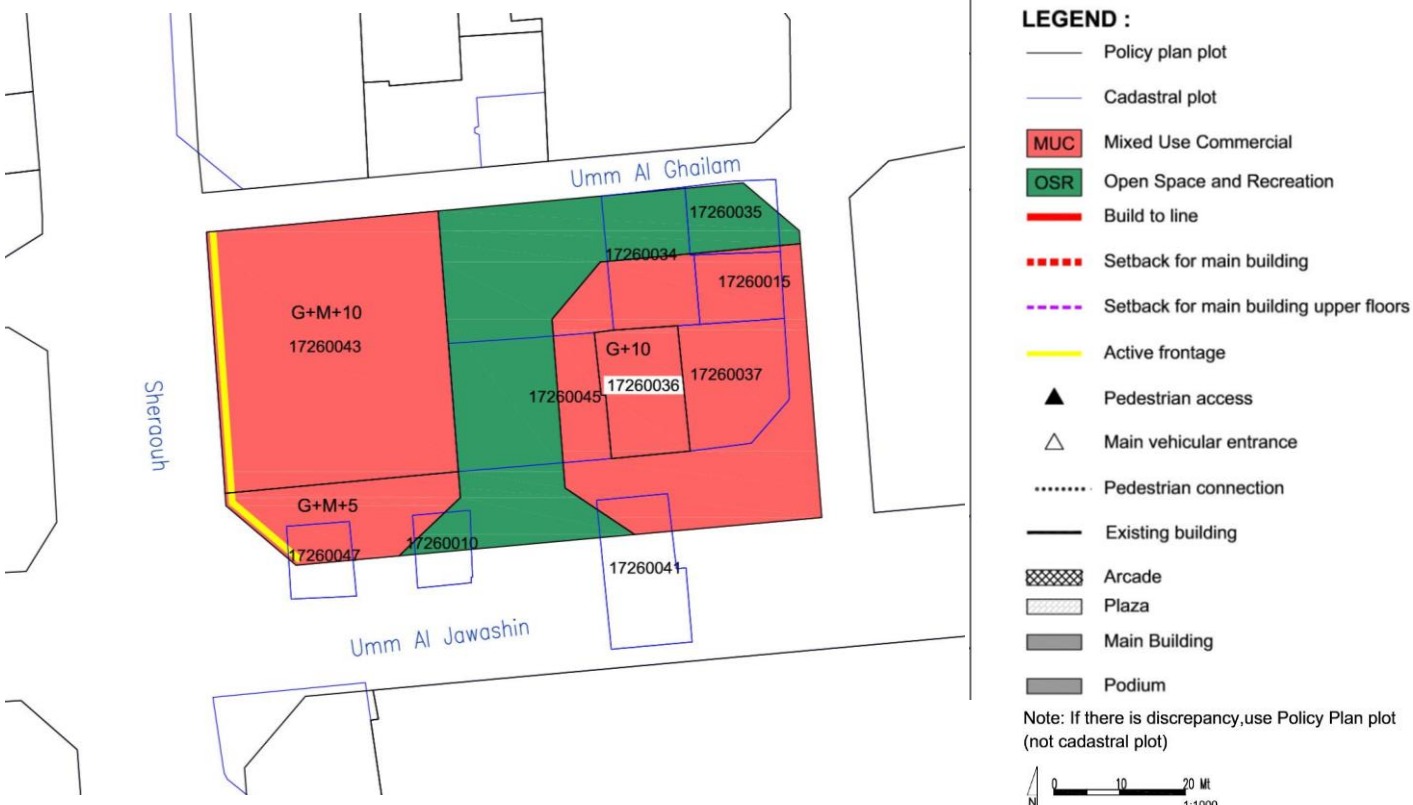 Umm Al Ghailam
17260035
17260034
17260015
G+M+10
17260043
G+10
17260036
17260037
17260045
Sheraouh
G+M+5
17260047
17260010
17260041
Umm Al Jawashin
LEGEND :
Policy plan plot
Cadastral plot
MUC Mixed Use Commercial
OSR Open Space and Recreation
Build to line
Setback for main building
Setback for main building upper floors
Active frontage
Pedestrian access
Main vehicular entrance
Pedestrian connection
Existing building
Arcade
Plaza
Main Building
Podium
Note: If there is discrepancy,use Policy Plan plot
(not cadastral plot)
0 10 20 Mt
N
1:1000